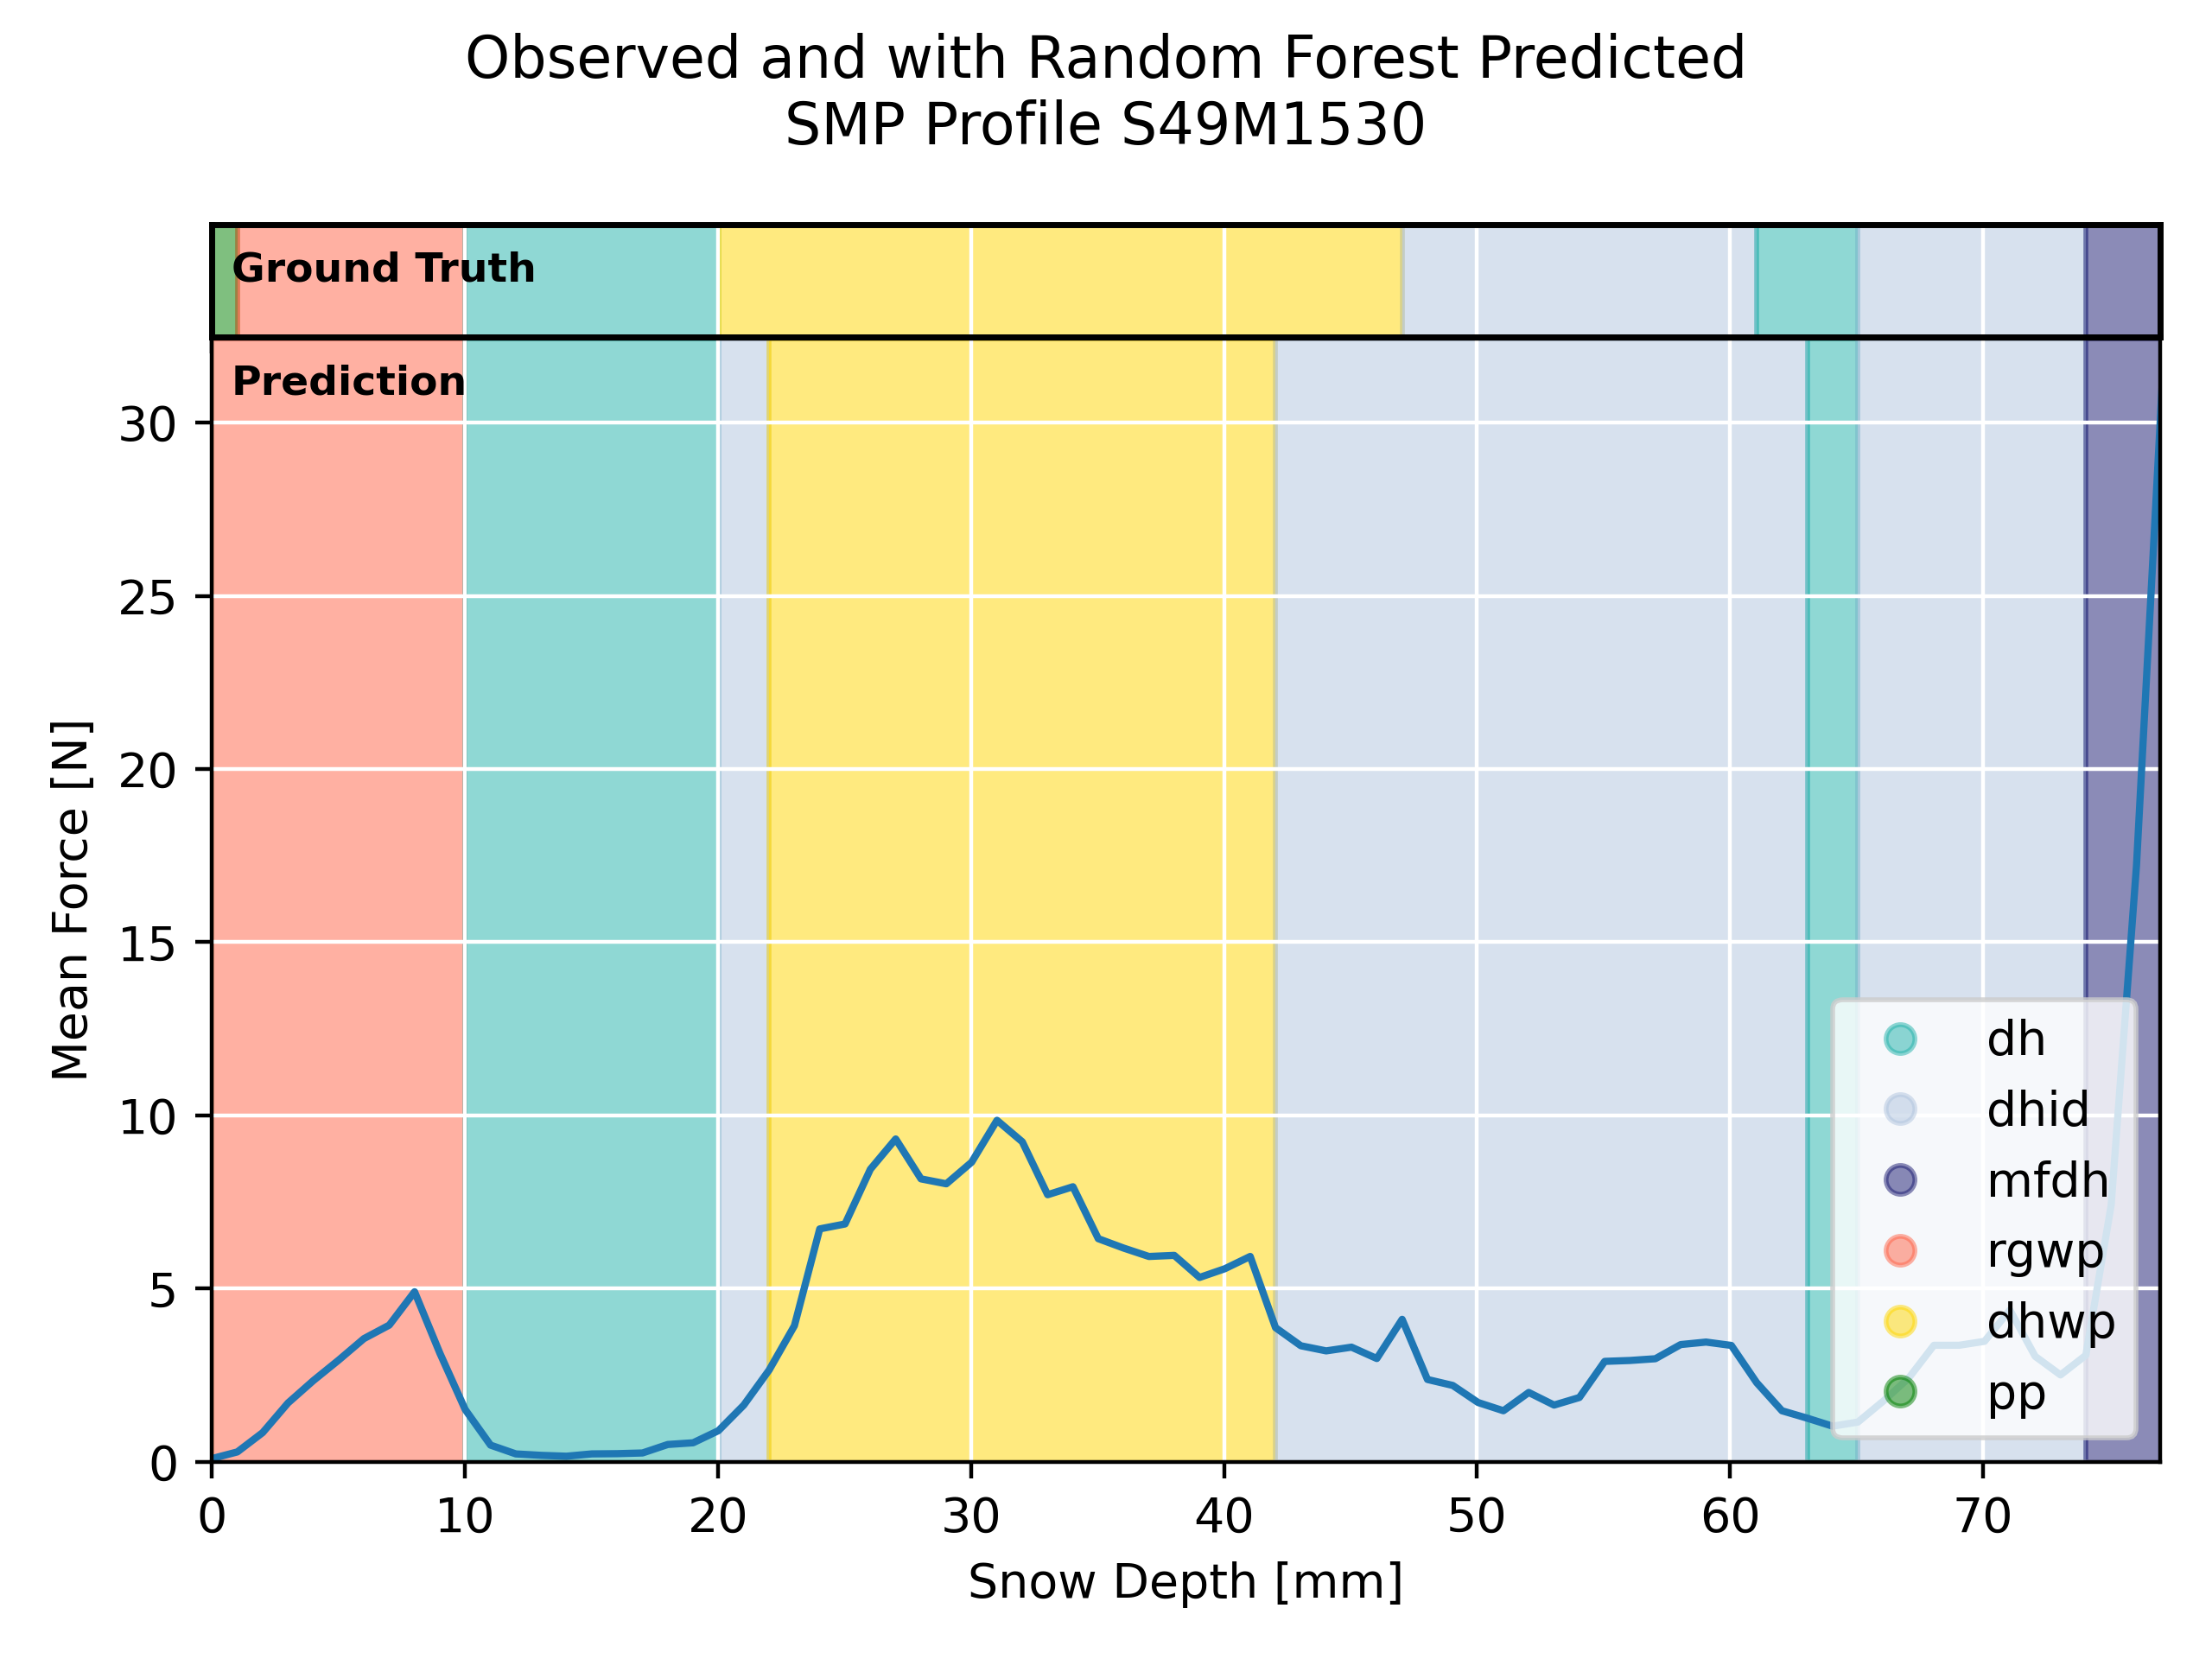 Observed and with Random Forest Predicted
SMP Profile S49M1530
Ground Truth
Prediction
30
25
20
15
10
5
0
Mean Force [N]
dh
dhid
mfdh
rgwp
dhwp
pp
0 10 20 30 40 50 60 70
Snow Depth [mm]